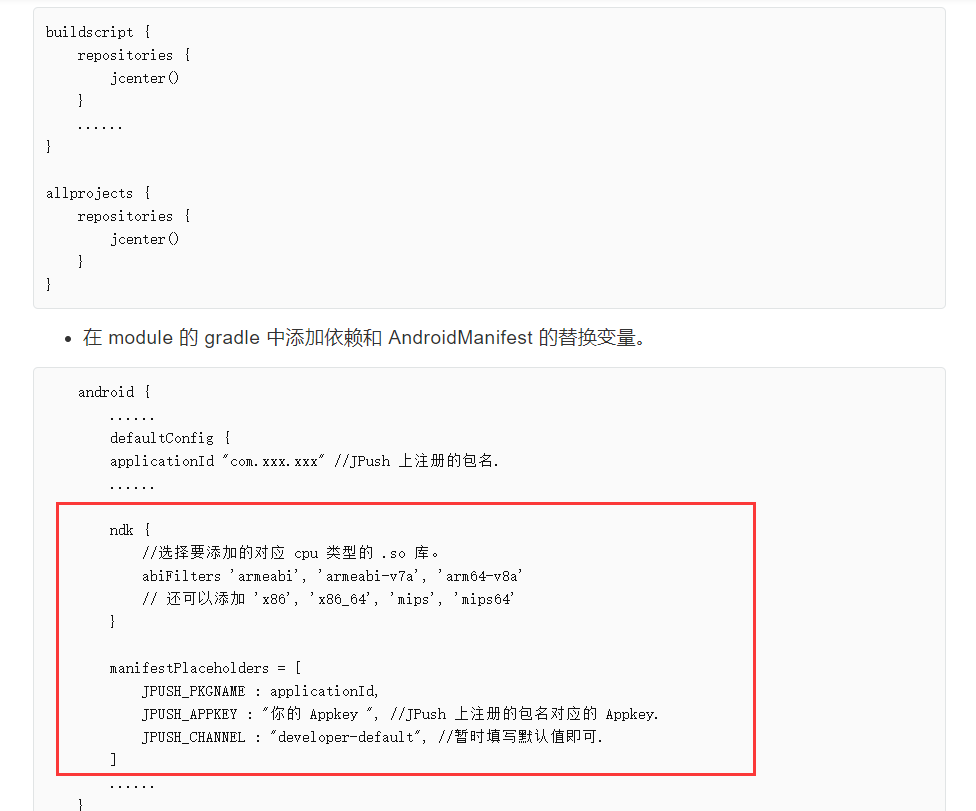 buildscript {
    repositories {
        jcenter()
    }
    ......
}

allprojects {
    repositories {
        jcenter()
    }
}
• 在 module 的 gradle 中添加依赖和 AndroidManifest 的替换变量。
    android {
        ......
        defaultConfig {
        applicationId "com.xxx.xxx" //JPush 上注册的包名.
        ......

        ndk {
            //选择要添加的对应 cpu 类型的 .so 库。
            abiFilters 'armeabi', 'armeabi-v7a', 'arm64-v8a'
            // 还可以添加 'x86', 'x86_64', 'mips', 'mips64'
        }

        manifestPlaceholders = [
            JPUSH_PKGNAME : applicationId,
            JPUSH_APPKEY : "你的 Appkey ", //JPush 上注册的包名对应的 Appkey.
            JPUSH_CHANNEL : "developer-default", //暂时填写默认值即可.
        ]
        ......
    }